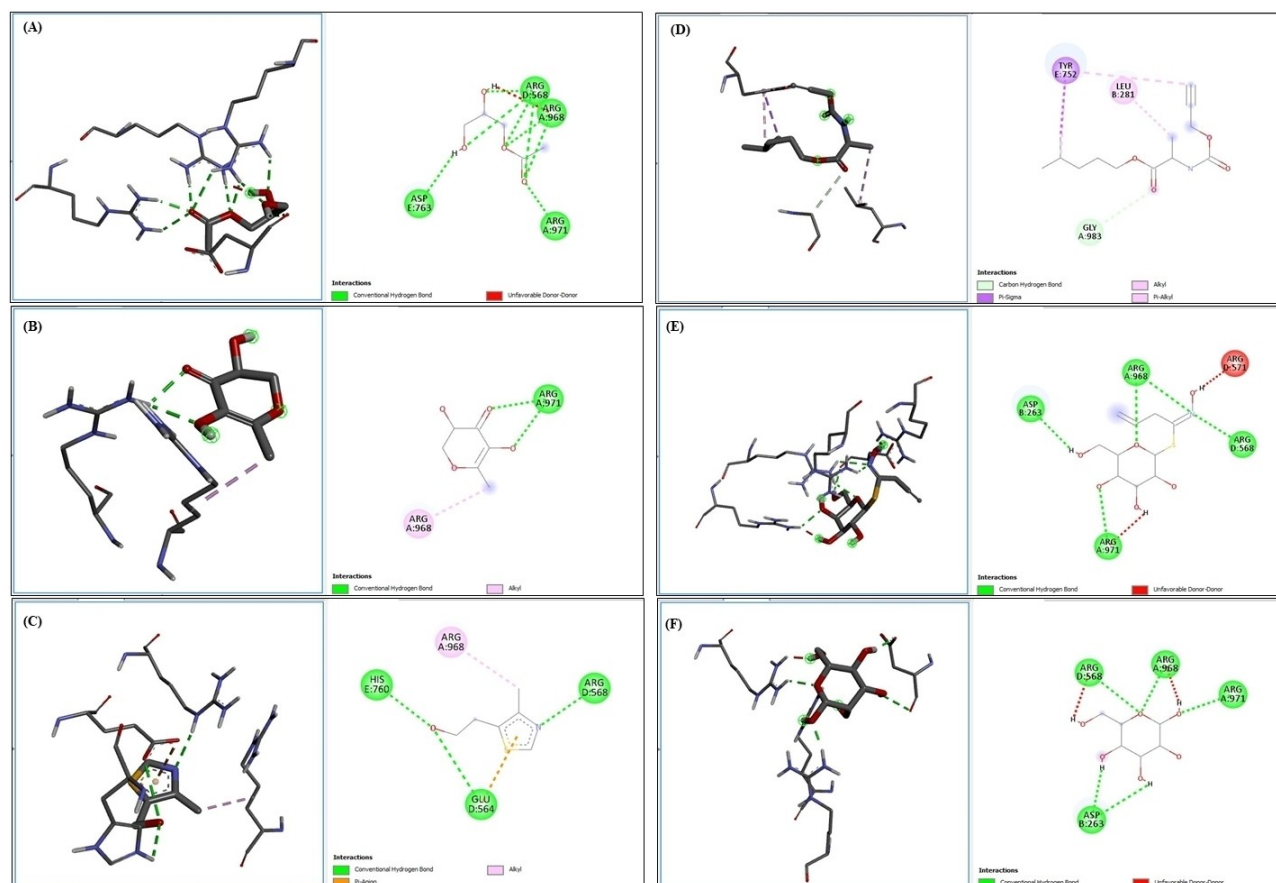 (A)
H
ARG
D:568
ARG
A:968
H
ASP
E:763
ARG
A:971
Interactions
Conventional Hydrogen Bond
Unfavorable Donor-Donor
(B)
ARG
A:971
ARG
A:968
Interactions
Conventional Hydrogen Bond
Alkyl
(C)
ARG
A:968
HIS
E:760
ARG
D:568
N
S
GLU
D:564
Interactions
Conventional Hydrogen Bond
Alkyl
Pi-Anion
(D)
TYR
E:752
LEU
B:281
O
O
N
O
H
O
GLY
A:983
Interactions
Carbon Hydrogen Bond
Alkyl
Pi-Sigma
Pi-Alkyl
(E)
ARG
D:571
ARG
A:968
H
ASP
B:263
N
ARG
D:568
H
H
ARG
A:971
Interactions
Conventional Hydrogen Bond
Unfavorable Donor-Donor
(F)
ARG
D:568
ARG
A:968
ARG
A:971
H
H
H
H
ASP
B:263
Interactions
Conventional Hydrogen Bond
Unfavorable Donor-Donor